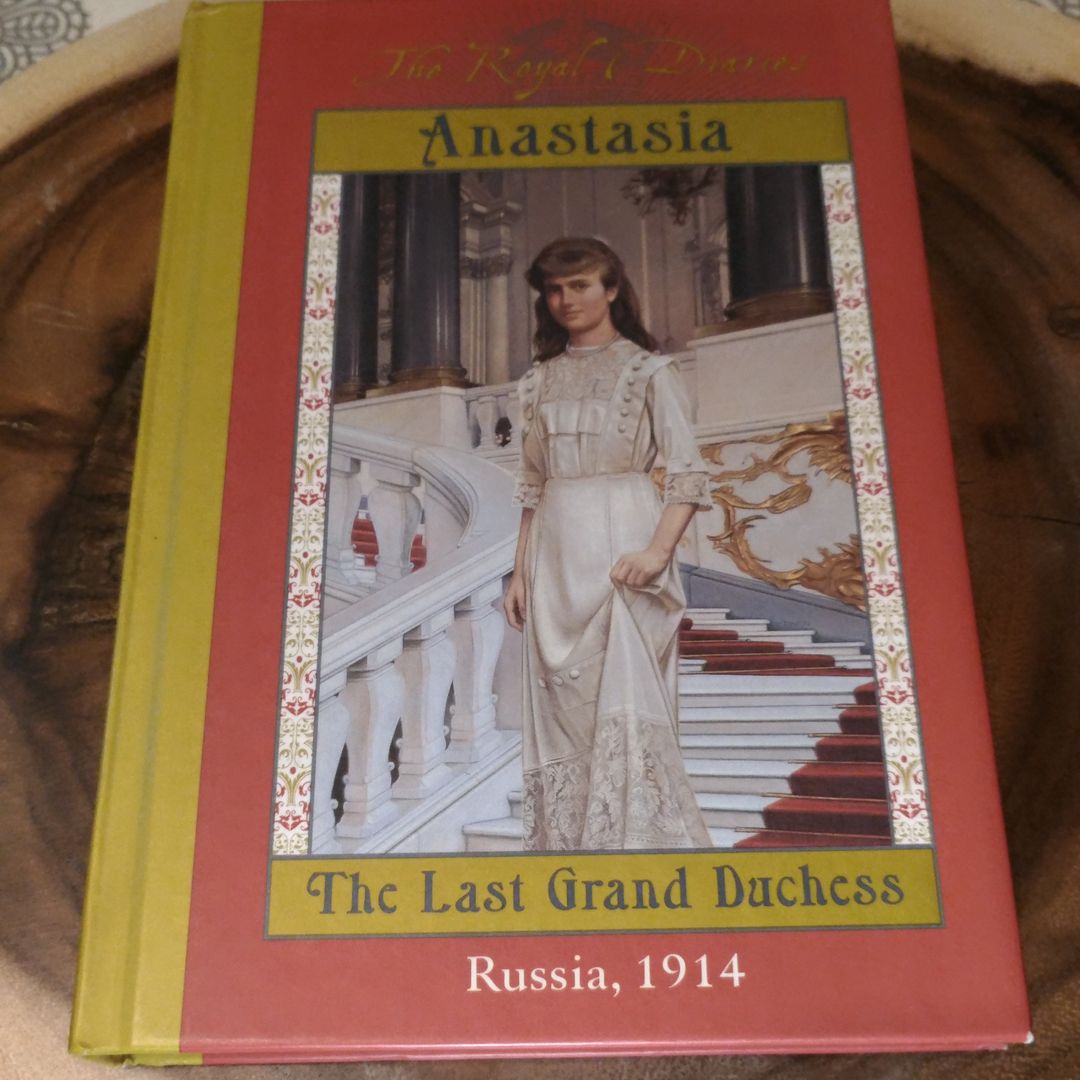 The Royal Diaries
Anastasia
The Last Grand Duchess
Russia, 1914